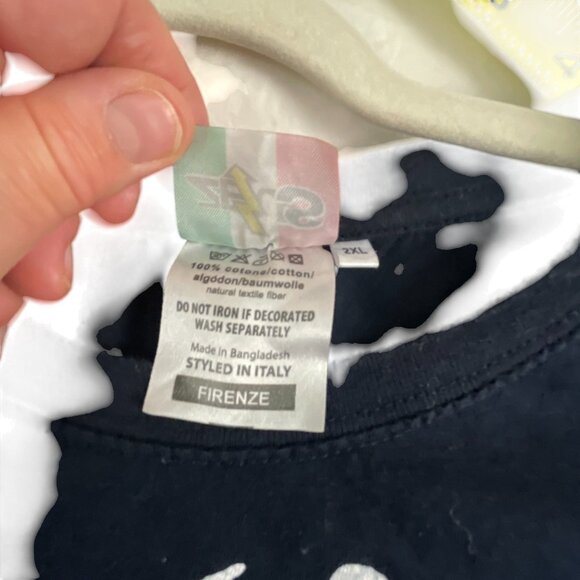 2XL
100% cotone/cotton/
algodón/baumwolle
natural textile fiber
DO NOT IRON IF DECORATED
WASH SEPARATELY
Made in Bangladesh
STYLED IN ITALY
FIRENZE